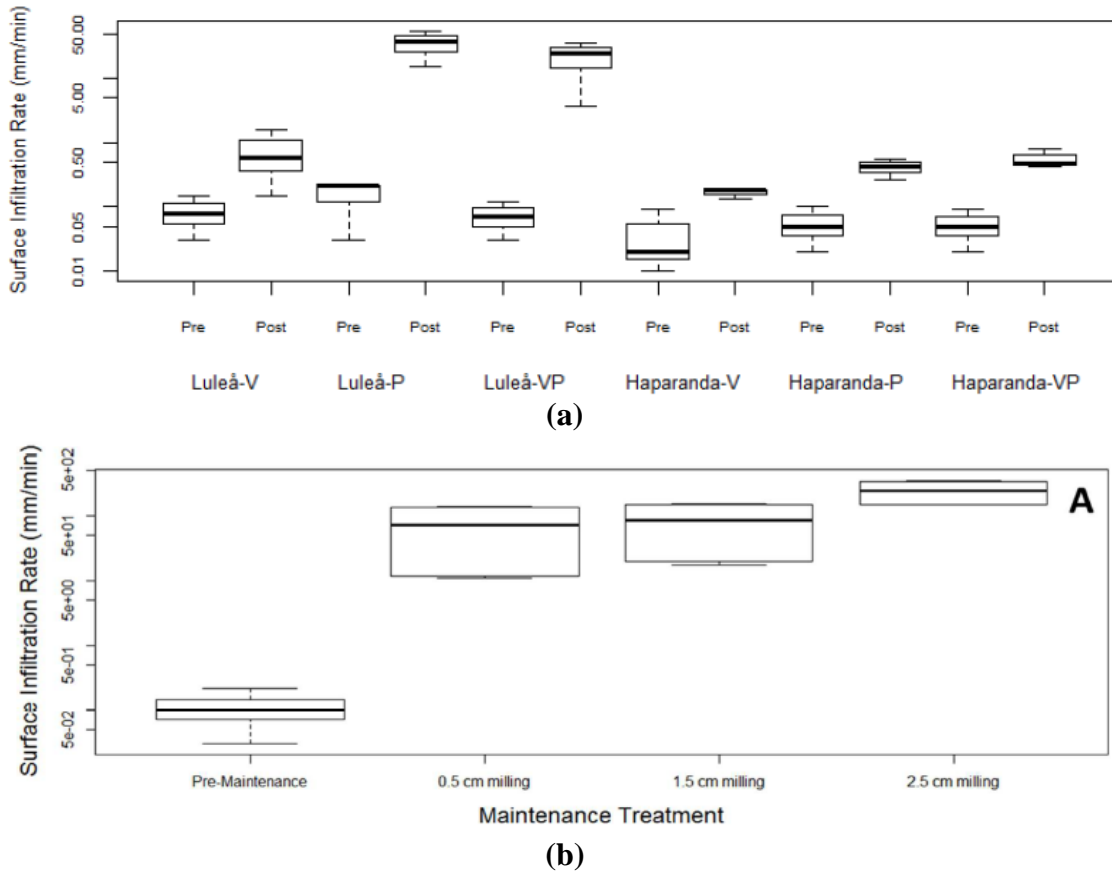 Surface Infiltration Rate (mm/min)
50.00
5.00
0.50
0.05
0.01
Pre Post Pre Post Pre Post Pre Post Pre Post Pre Post
Luleå-V Luleå-P Luleå-VP Haparanda-V Haparanda-P Haparanda-VP
(a)
Surface Infiltration Rate (mm/min)
5e+02
5e+01
5e+00
5e-01
5e-02
A
Pre-Maintenance 0.5 cm milling 1.5 cm milling 2.5 cm milling
Maintenance Treatment
(b)